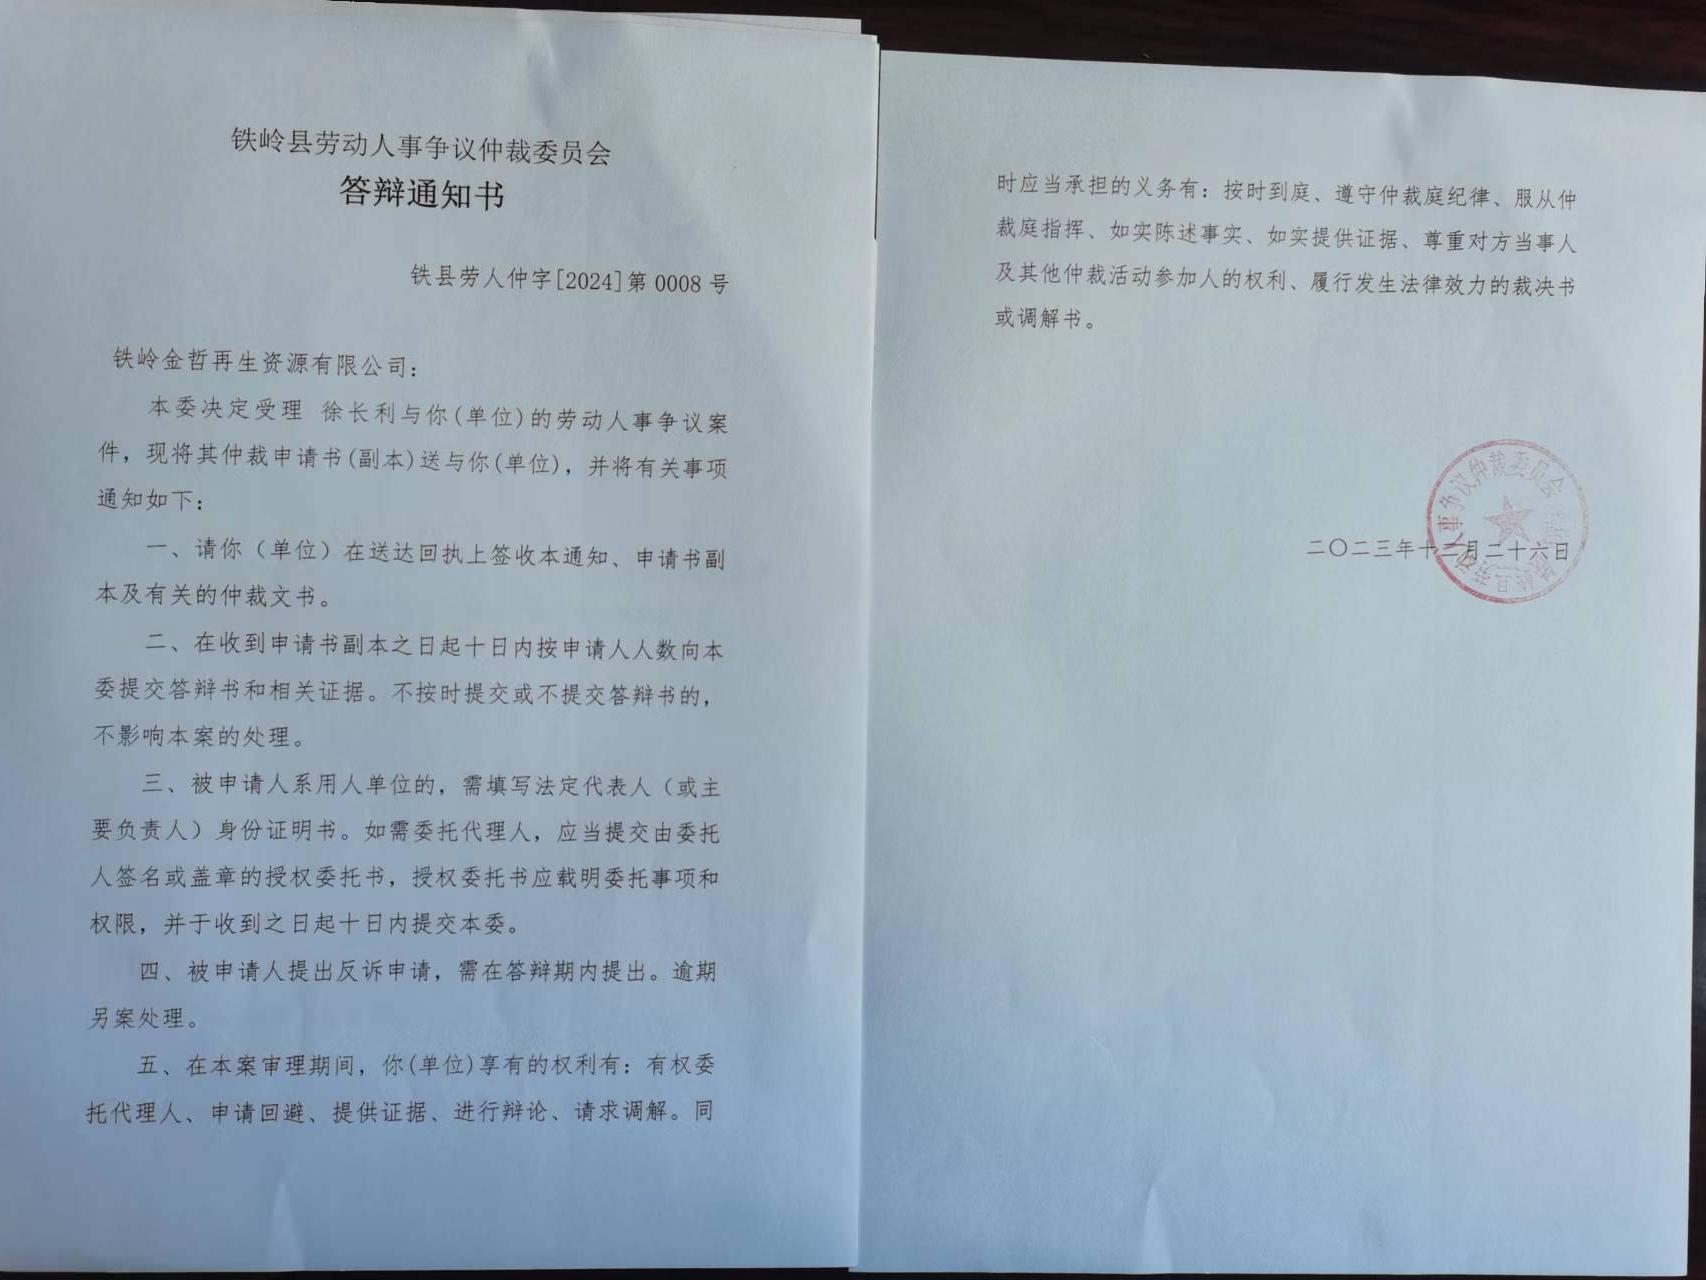 铁岭县劳动人事争议仲裁委员会
答辩通知书
铁县劳人仲字[2024]第 0008 号
铁岭金哲再生资源有限公司：
本委决定受理 徐长利与你(单位)的劳动人事争议案
件，现将其仲裁申请书(副本)送与你(单位)，并将有关事项
通知如下：
一、请你（单位）在送达回执上签收本通知、申请书副
本及有关的仲裁文书。
二、在收到申请书副本之日起十日内按申请人人数向本
委提交答辩书和相关证据。不按时提交或不提交答辩书的，
不影响本案的处理。
三、被申请人系用人单位的，需填写法定代表人（或主
要负责人）身份证明书。如需委托代理人，应当提交由委托
人签名或盖章的授权委托书，授权委托书应载明委托事项和
权限，并于收到之日起十日内提交本委。
四、被申请人提出反诉申请，需在答辩期内提出。逾期
另案处理。
五、在本案审理期间，你(单位)享有的权利有：有权委
托代理人、申请回避、提供证据、进行辩论、请求调解。同
时应当承担的义务有：按时到庭、遵守仲裁庭纪律、服从仲
裁庭指挥、如实陈述事实、如实提供证据、尊重对方当事人
及其他仲裁活动参加人的权利、履行发生法律效力的裁决书
或调解书。
铁岭县劳动人事争议仲裁委员会
二〇二三年十二月二十六日